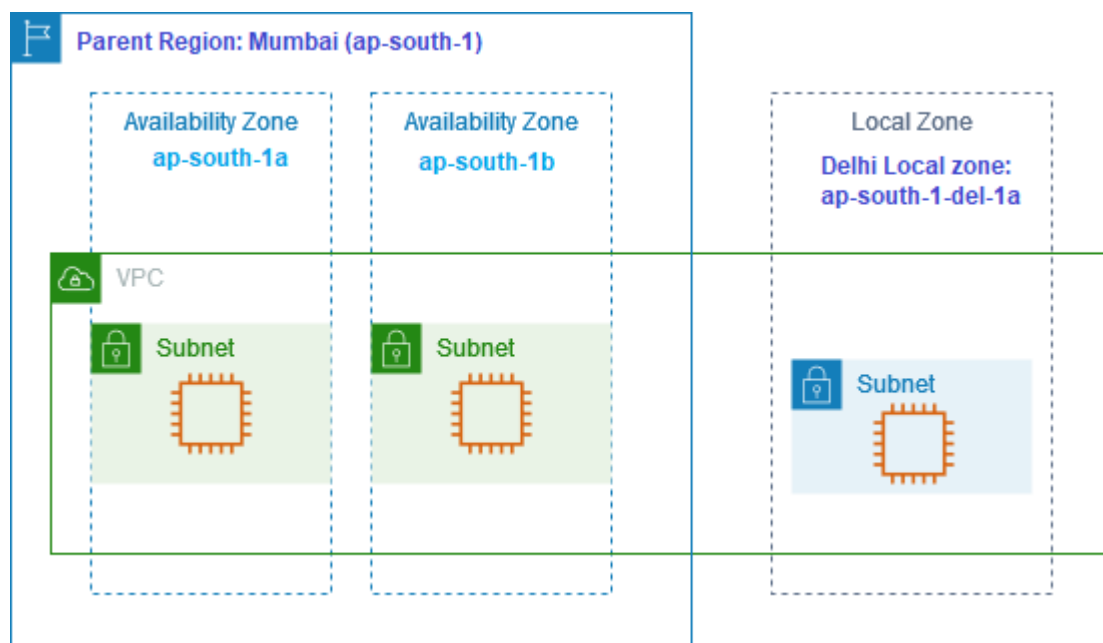 Parent Region: Mumbai (ap-south-1)
Availability Zone
ap-south-1a
Availability Zone
ap-south-1b
Local Zone
Delhi Local zone:
ap-south-1-del-1a
VPC
Subnet
Subnet
Subnet